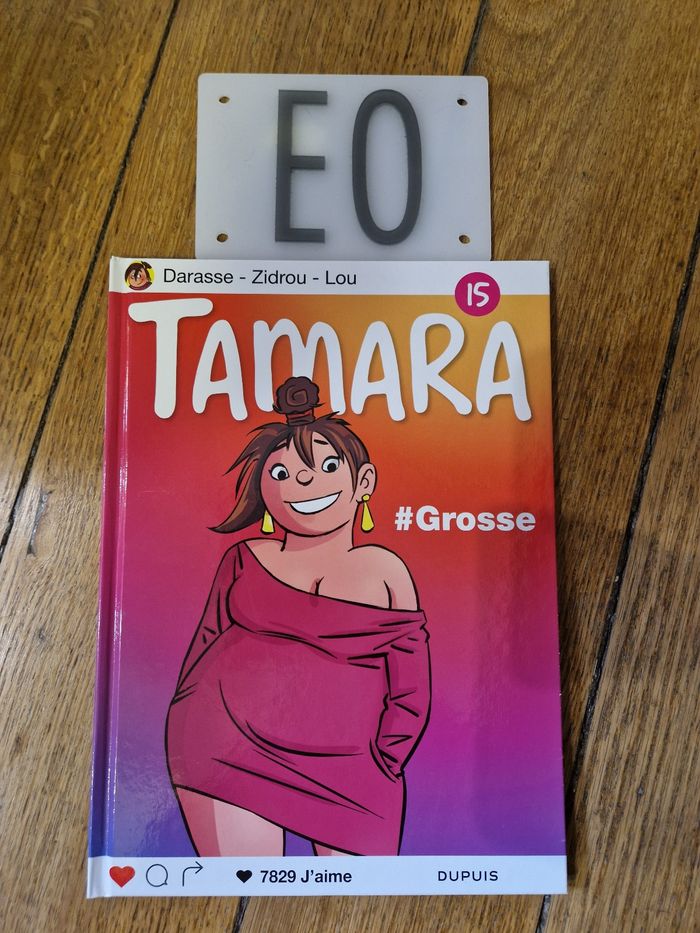 EO
Darasse - Zidrou - Lou
15
TAMARA
#Grosse
7829 J'aime
DUPUIS